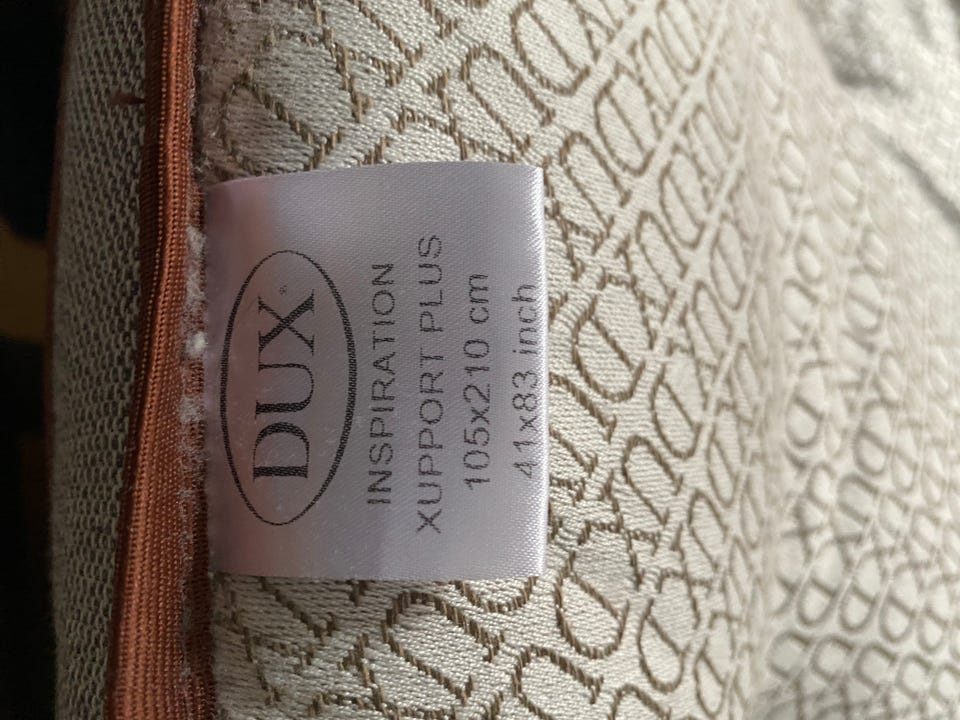 DUX®
INSPIRATION
XUPPORT PLUS
105x210 cm
41x83 inch